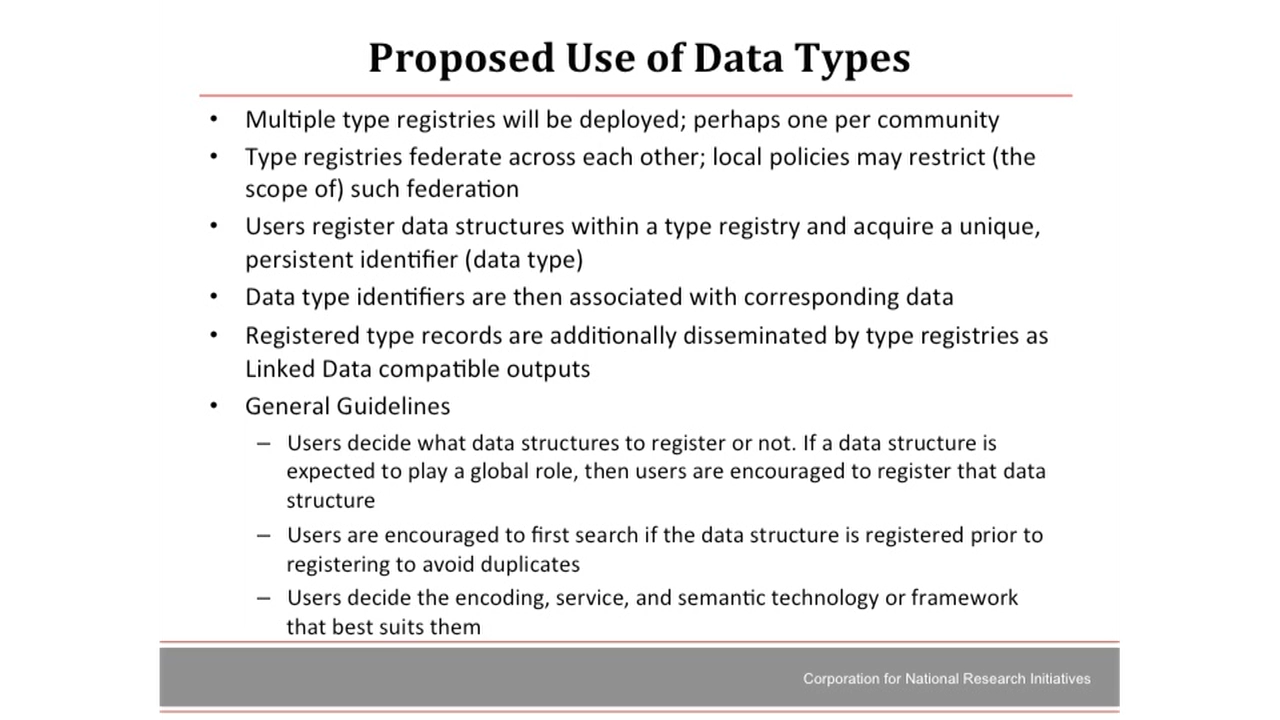 Proposed Use of Data Types
• Multiple type registries will be deployed; perhaps one per community
• Type registries federate across each other; local policies may restrict (the
scope of) such federation
• Users register data structures within a type registry and acquire a unique,
persistent identifier (data type)
• Data type identifiers are then associated with corresponding data
• Registered type records are additionally disseminated by type registries as
Linked Data compatible outputs
• General Guidelines
– Users decide what data structures to register or not. If a data structure is
expected to play a global role, then users are encouraged to register that data
structure
– Users are encouraged to first search if the data structure is registered prior to
registering to avoid duplicates
– Users decide the encoding, service, and semantic technology or framework
that best suits them
Corporation for National Research Initiatives